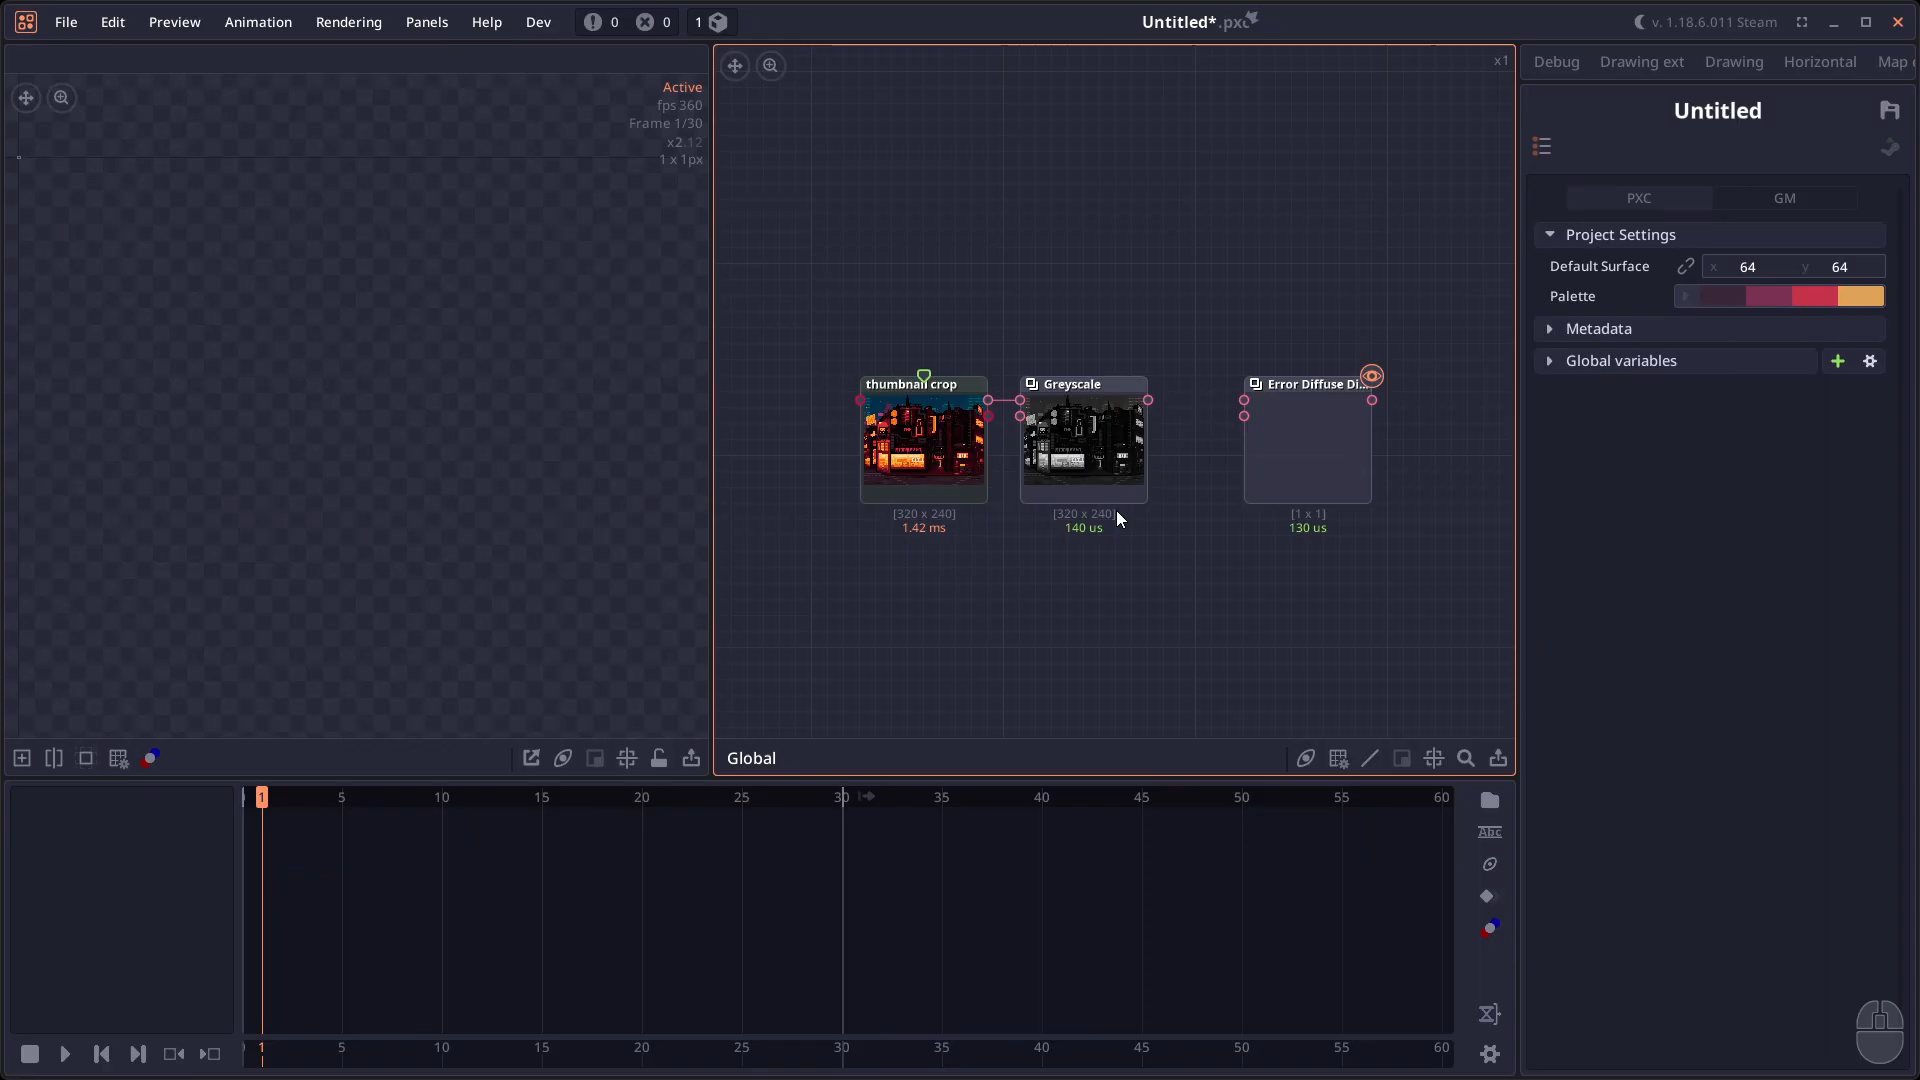 File Edit Preview Animation Rendering Panels Help Dev 0 0 1
Untitled*.pxc
v. 1.18.6.011 Steam
Active
fps 360
Frame 1/30
x2.12
1 x 1px
x1
thumbnail crop
[320 x 240]
1.42 ms
Greyscale
[320 x 240]
140 us
Error Diffuse Di...
[1 x 1]
130 us
Global
Debug Drawing ext Drawing Horizontal Map
Untitled
PXC GM
Project Settings
Default Surface x 64 y 64
Palette
Metadata
Global variables
1 5 10 15 20 25 30 35 40 45 50 55 60
Abc
1 5 10 15 20 25 30 35 40 45 50 55 60